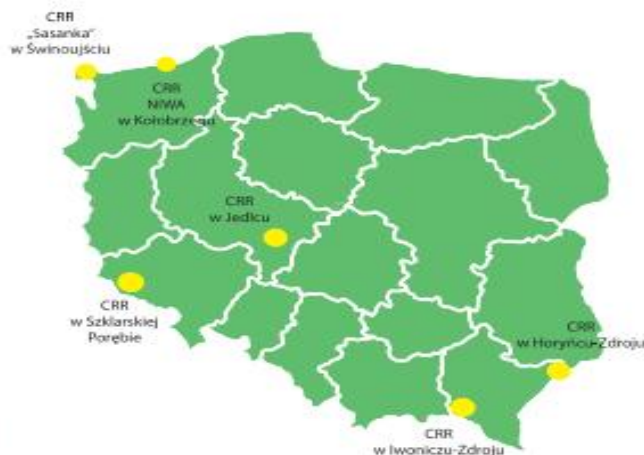 CRR
„Sasanka”
w Świnoujściu
CRR
NIWA
w Kołobrzegu
CRR
w Jedlcu
CRR
w Szklarskiej
Porębie
CRR
w Horyńcu-Zdroju
CRR
w Iwoniczu-Zdroju